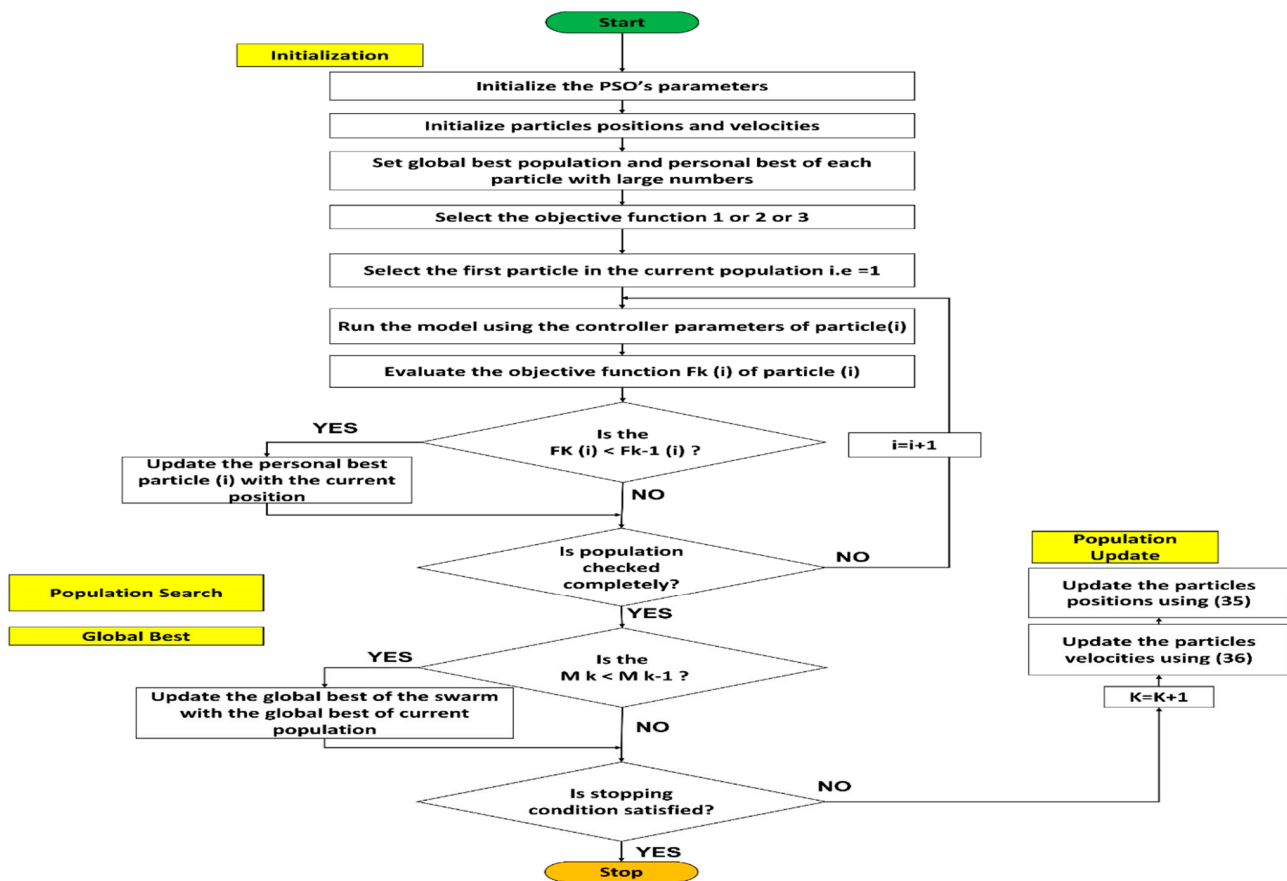 Start
Initialization
Initialize the PSO's parameters
Initialize particles positions and velocities
Set global best population and personal best of each
particle with large numbers
Select the objective function 1 or 2 or 3
Select the first particle in the current population i.e =1
Run the model using the controller parameters of particle(i)
Evaluate the objective function Fk (i) of particle (i)
YES
Is the
FK (i) < Fk-1 (i) ?
i=i+1
Update the personal best
particle (i) with the current
position
NO
Is population
checked
completely?
NO
Population
Update
Update the particles
positions using (35)
Population Search
YES
Global Best
Update the particles
velocities using (36)
YES
Is the
M k < M k-1 ?
K=K+1
Update the global best of the swarm
with the global best of current
population
NO
Is stopping
condition satisfied?
NO
YES
Stop